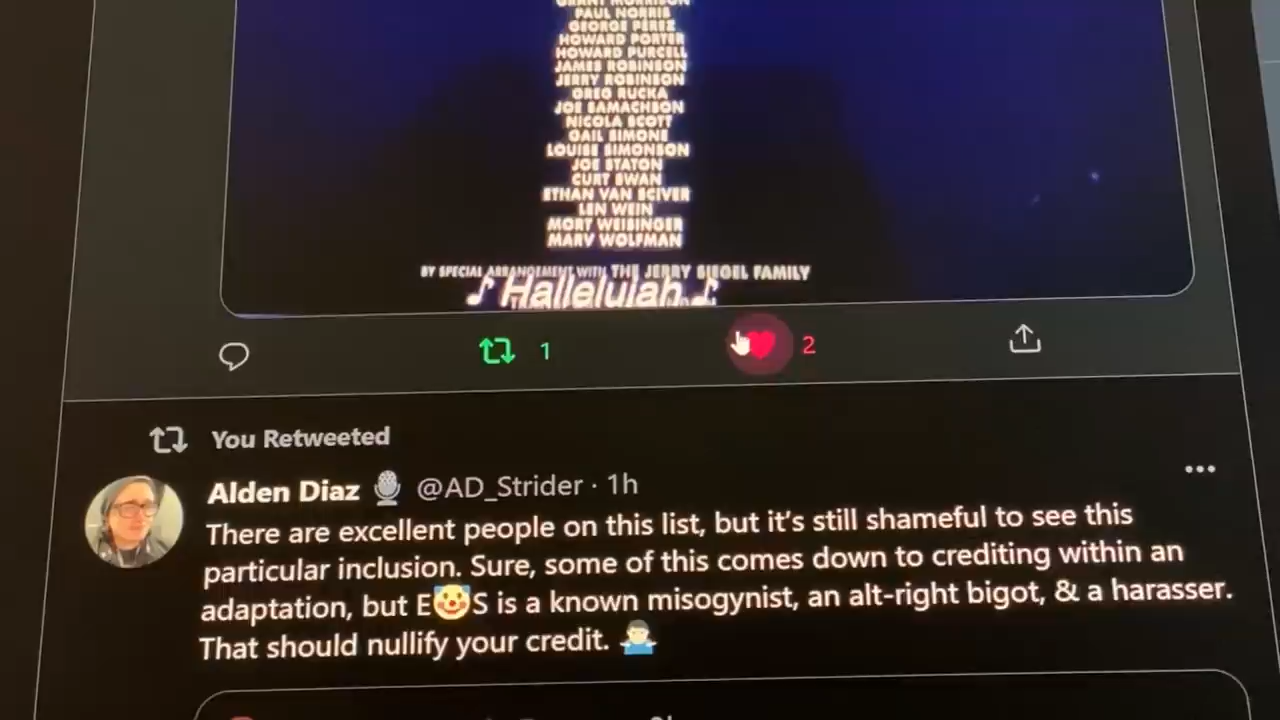 GRANT MORRISON
PAUL NORRIS
GEORGE PEREZ
HOWARD PORTER
HOWARD PURCELL
JAMES ROBINSON
JERRY ROBINSON
GREG RUCKA
JOE SAMACHSON
NICOLA SCOTT
GAIL SIMONE
LOUISE SIMONSON
JOE STATON
CURT SWAN
ETHAN VAN SCIVER
LEN WEIN
MORT WEISINGER
MARV WOLFMAN
BY SPECIAL ARRANGEMENT WITH THE JERRY SIEGEL FAMILY
♪ Hallelujah ♪
1
2
You Retweeted
Alden Diaz 🎙️ @AD_Strider · 1h
There are excellent people on this list, but it's still shameful to see this
particular inclusion. Sure, some of this comes down to crediting within an
adaptation, but E🤡S is a known misogynist, an alt-right bigot, & a harasser.
That should nullify your credit. 🤷‍♂️